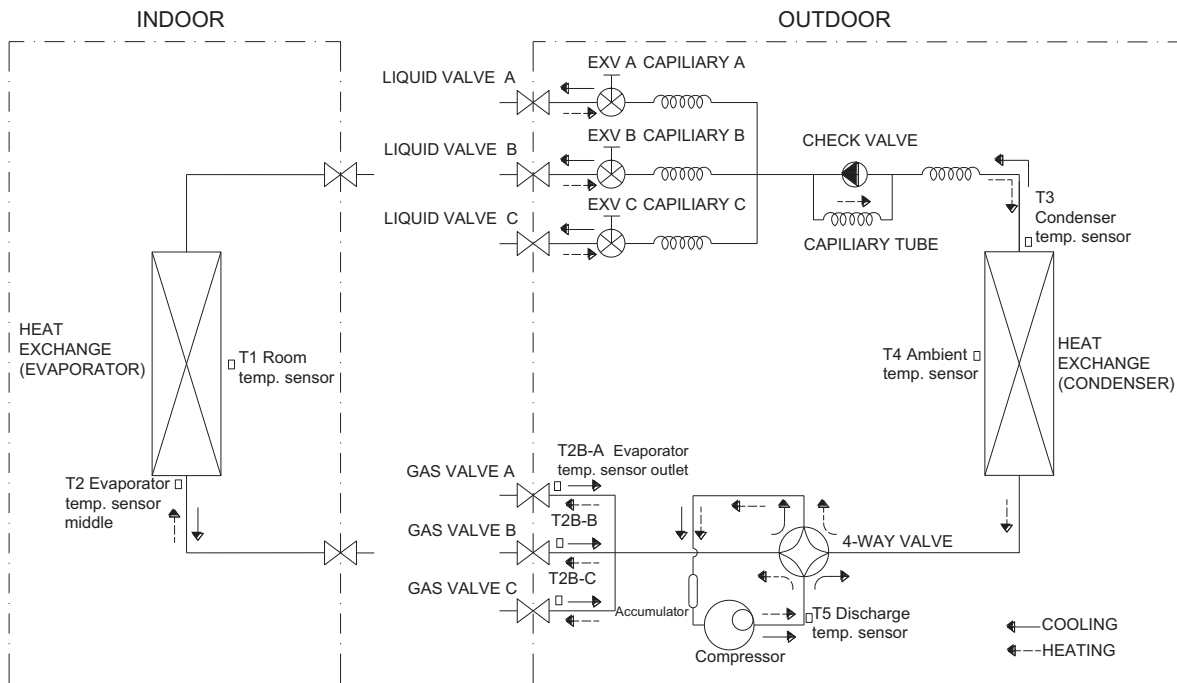 INDOOR
OUTDOOR
LIQUID VALVE A
EXV A CAPILIARY A
LIQUID VALVE B
EXV B CAPILIARY B
LIQUID VALVE C
EXV C CAPILIARY C
CHECK VALVE
CAPILIARY TUBE
T3
Condenser
temp. sensor
HEAT
EXCHANGE
(EVAPORATOR)
T1 Room
temp. sensor
T4 Ambient
temp. sensor
HEAT
EXCHANGE
(CONDENSER)
T2 Evaporator
temp. sensor
middle
GAS VALVE A
T2B-A Evaporator
temp. sensor outlet
GAS VALVE B
T2B-B
GAS VALVE C
T2B-C
4-WAY VALVE
Accumulator
Compressor
T5 Discharge
temp. sensor
COOLING
HEATING